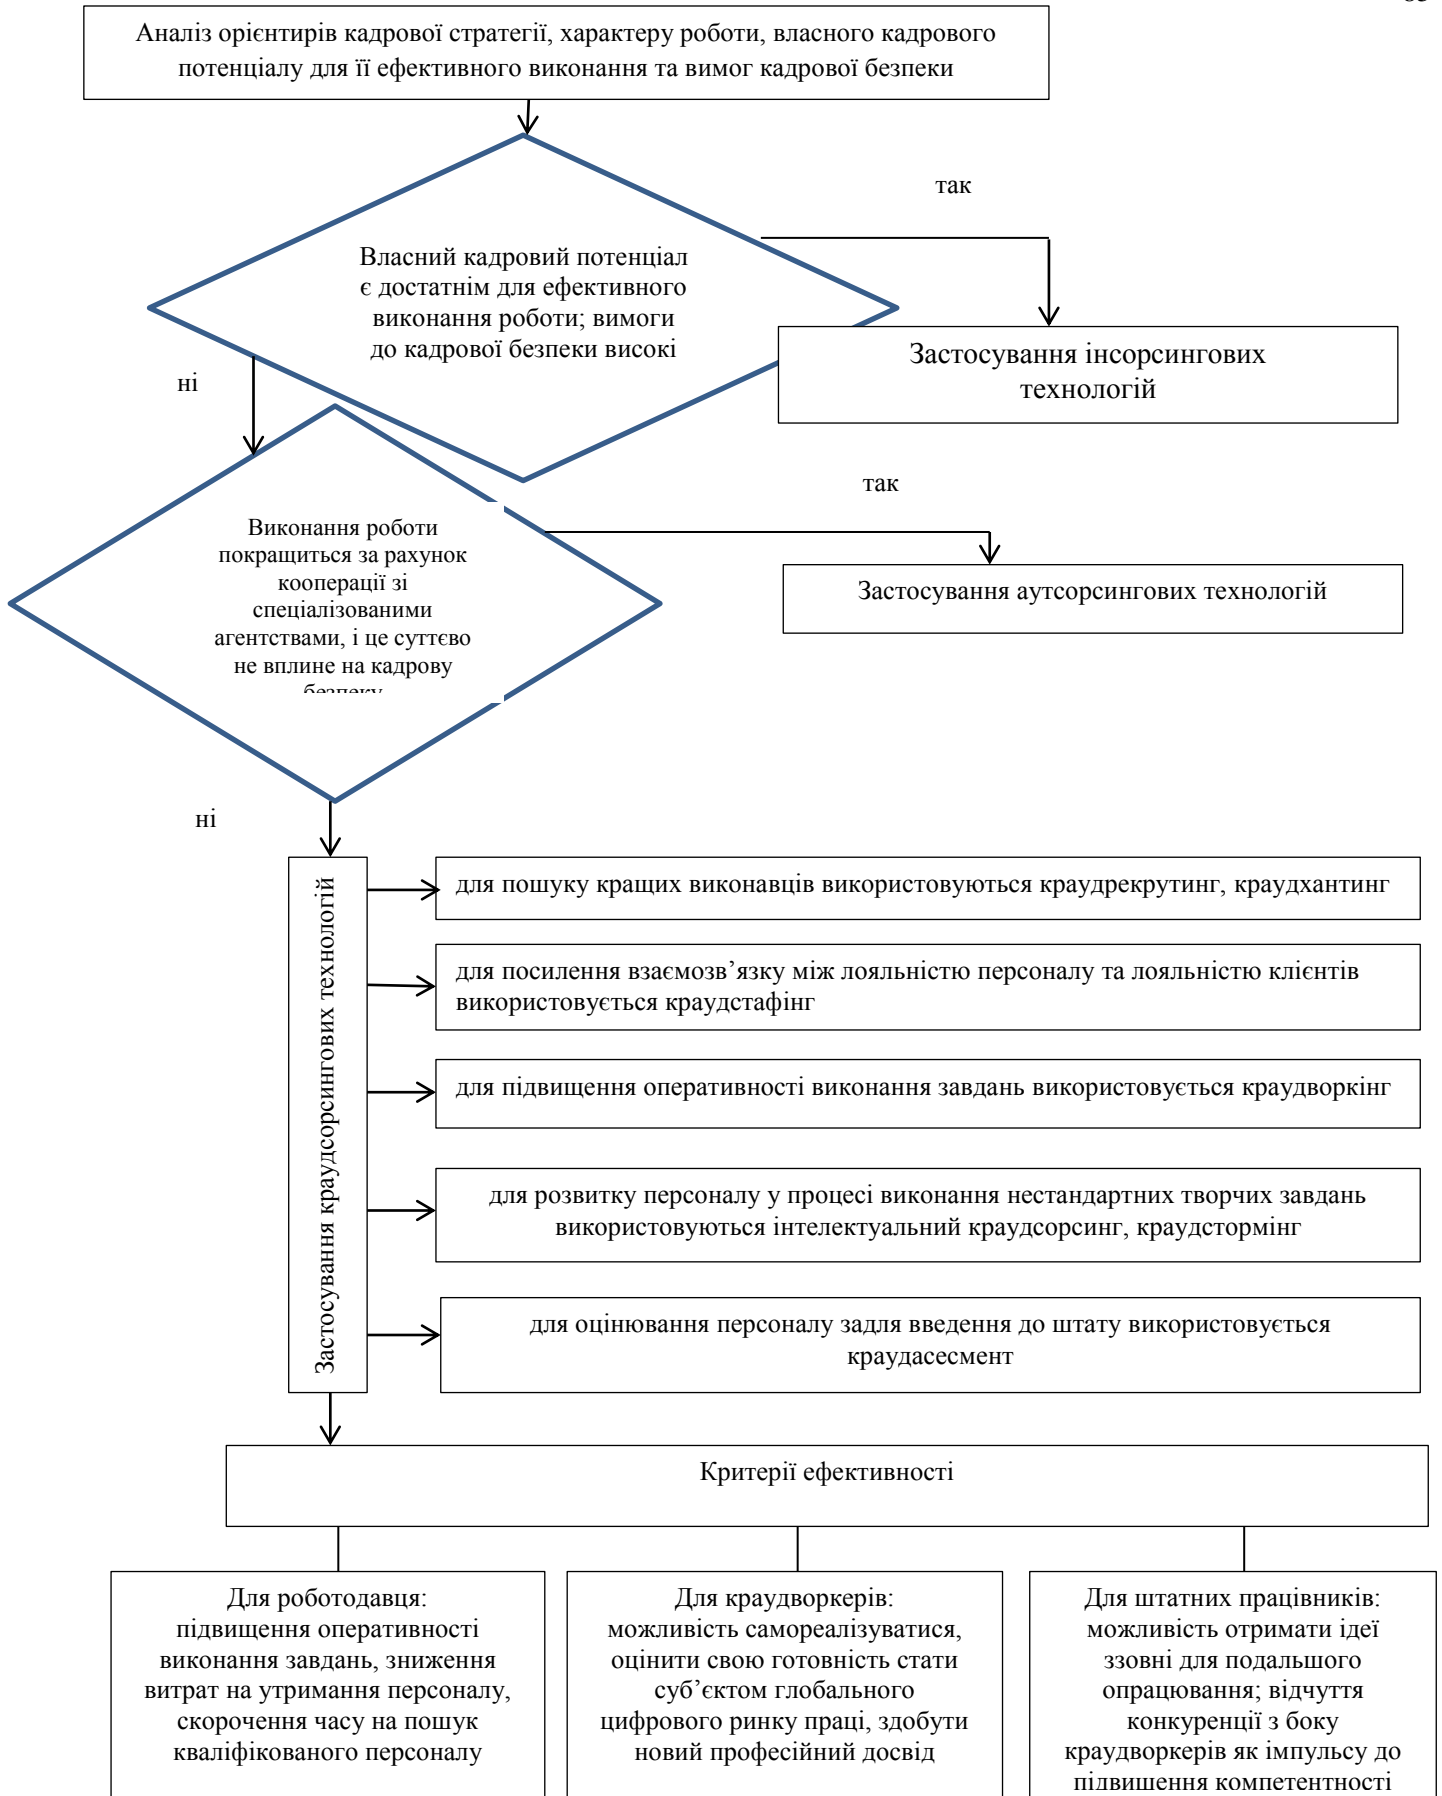 Аналіз орієнтирів кадрової стратегії, характеру роботи, власного кадрового
потенціалу для її ефективного виконання та вимог кадрової безпеки
так
Власний кадровий потенціал
є достатнім для ефективного
виконання роботи; вимоги
до кадрової безпеки високі
Застосування інсорсингових
технологій
ні
так
Виконання роботи
покращиться за рахунок
кооперації зі
спеціалізованими
агентствами, і це суттєво
не вплине на кадрову
безпеку
Застосування аутсорсингових технологій
ні
Застосування краудсорсингових технологій
для пошуку кращих виконавців використовуються краудрекрутинг, краудхантинг
для посилення взаємозв’язку між лояльністю персоналу та лояльністю клієнтів
використовується краудстафінг
для підвищення оперативності виконання завдань використовується краудворкінг
для розвитку персоналу у процесі виконання нестандартних творчих завдань
використовуються інтелектуальний краудсорсинг, краудстормінг
для оцінювання персоналу задля введення до штату використовується
краудасесмент
Критерії ефективності
Для роботодавця:
підвищення оперативності
виконання завдань, зниження
витрат на утримання персоналу,
скорочення часу на пошук
кваліфікованого персоналу
Для краудворкерів:
можливість самореалізуватися,
оцінити свою готовність стати
суб’єктом глобального
цифрового ринку праці, здобути
новий професійний досвід
Для штатних працівників:
можливість отримати ідеї
ззовні для подальшого
опрацювання; відчуття
конкуренції з боку
краудворкерів як імпульсу до
підвищення компетентності